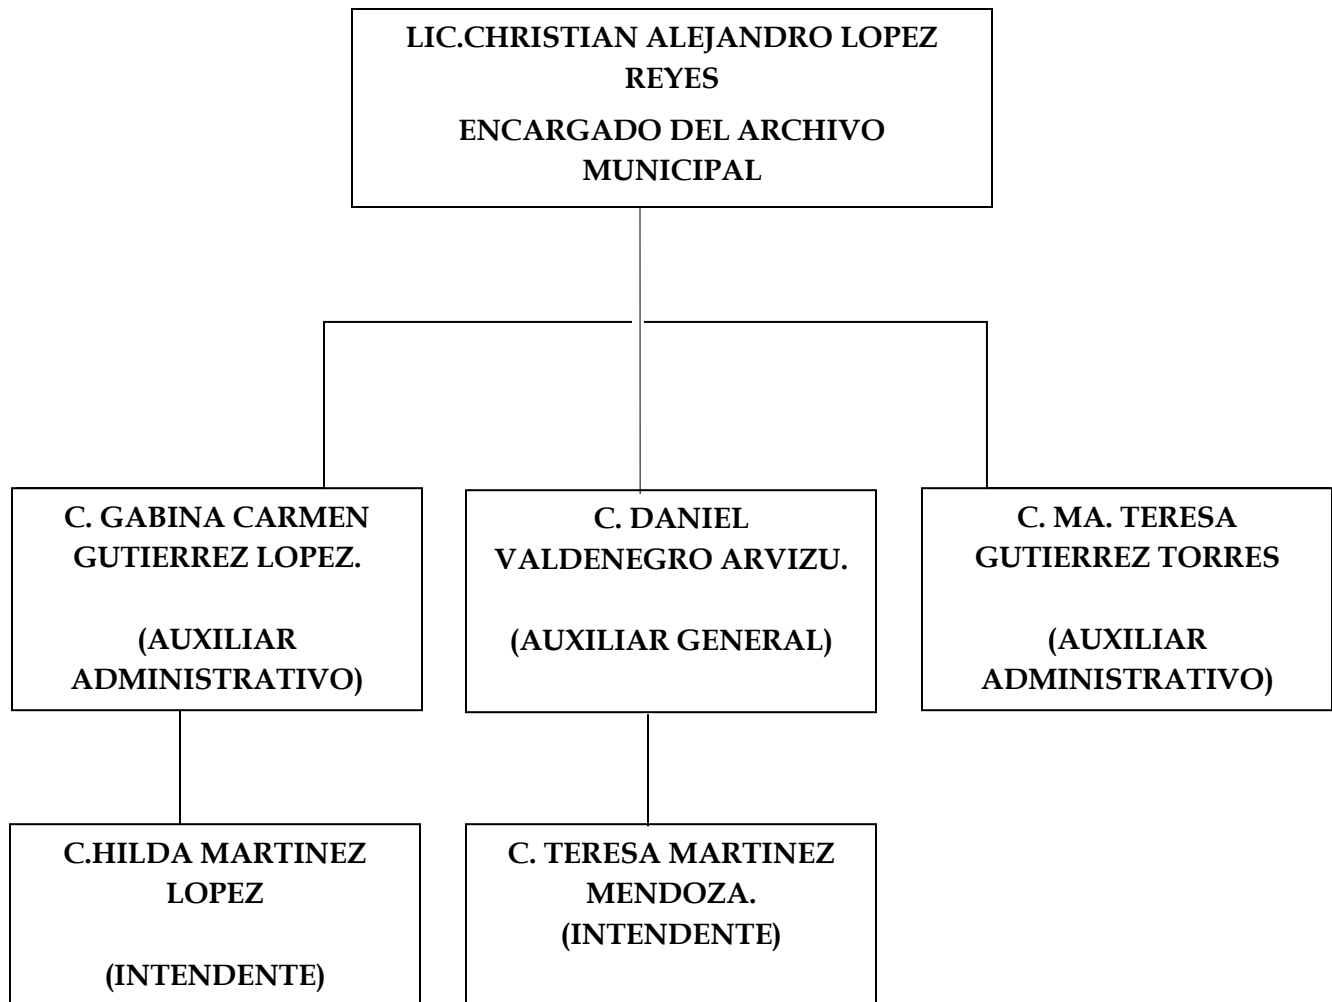 LIC.CHRISTIAN ALEJANDRO LOPEZ
REYES
ENCARGADO DEL ARCHIVO
MUNICIPAL
C. GABINA CARMEN
GUTIERREZ LOPEZ.
(AUXILIAR
ADMINISTRATIVO)
C. DANIEL
VALDENEGRO ARVIZU.
(AUXILIAR GENERAL)
C. MA. TERESA
GUTIERREZ TORRES
(AUXILIAR
ADMINISTRATIVO)
C.HILDA MARTINEZ
LOPEZ
(INTENDENTE)
C. TERESA MARTINEZ
MENDOZA.
(INTENDENTE)